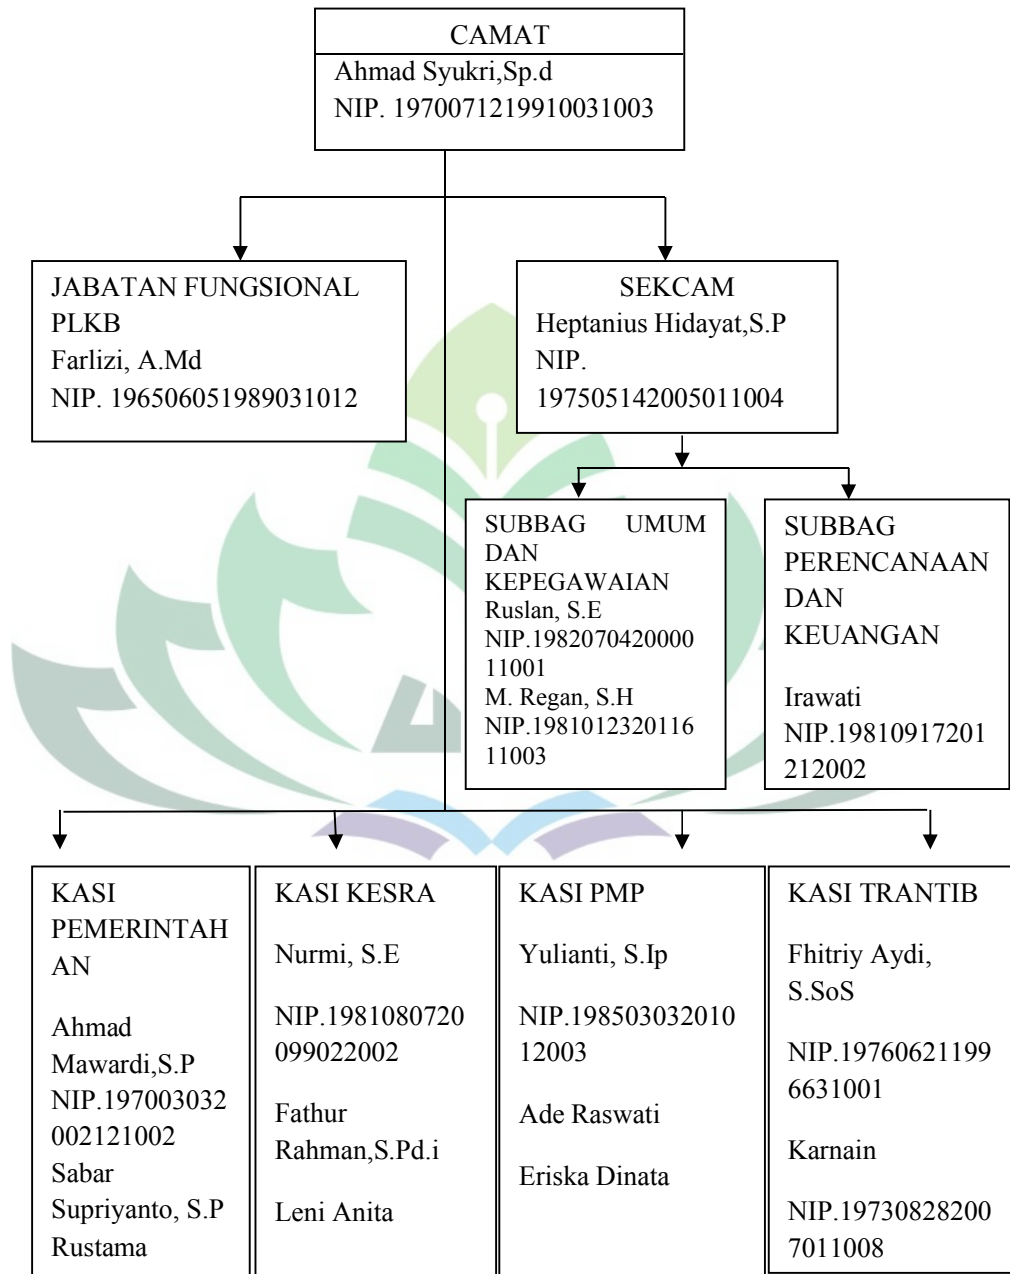 CAMAT
Ahmad Syukri,Sp.d
NIP. 1970071219910031003
JABATAN FUNGSIONAL
PLKB
Farlizi, A.Md
NIP. 196506051989031012
SEKCAM
Heptanius Hidayat,S.P
NIP.
197505142005011004
SUBBAG UMUM
DAN
KEPEGAWAIAN
Ruslan, S.E
NIP.1982070420000
11001
M. Regan, S.H
NIP.1981012320116
11003
SUBBAG
PERENCANAAN
DAN
KEUANGAN
Irawati
NIP.19810917201
212002
KASI
PEMERINTAH
AN
Ahmad
Mawardi,S.P
NIP.197003032
002121002
Sabar
Supriyanto, S.P
Rustama
KASI KESRA
Nurmi, S.E
NIP.1981080720
099022002
Fathur
Rahman,S.Pd.i
Leni Anita
KASI PMP
Yulianti, S.Ip
NIP.198503032010
12003
Ade Raswati
Eriska Dinata
KASI TRANTIB
Fhitriy Aydi,
S.SoS
NIP.19760621199
6631001
Karnain
NIP.19730828200
7011008